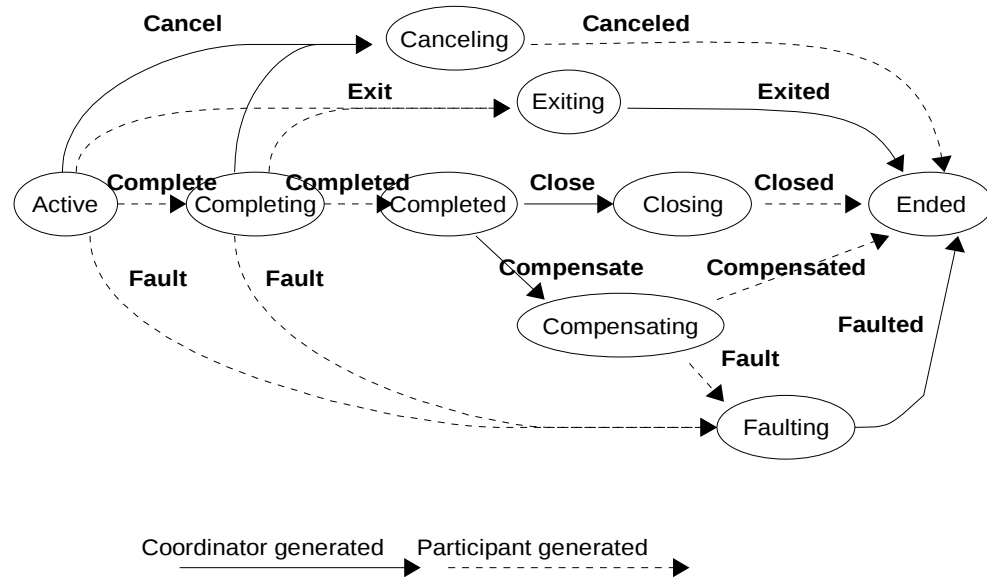 Cancel
Canceling
Canceled
Exit
Exiting
Exited
Active
Complete
Completing
Completed
Completed
Close
Closing
Closed
Ended
Fault
Fault
Compensate
Compensated
Compensating
Faulted
Fault
Faulting
Coordinator generated
Participant generated